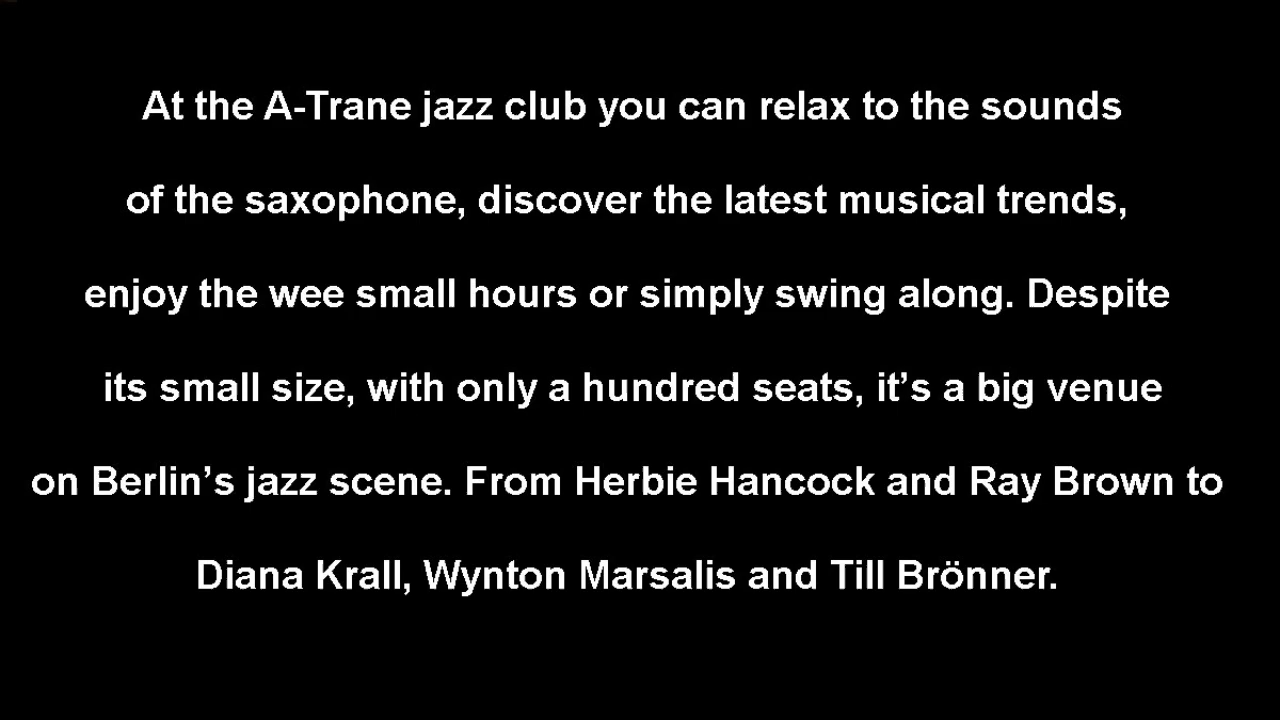 At the A-Trane jazz club you can relax to the sounds
of the saxophone, discover the latest musical trends,
enjoy the wee small hours or simply swing along. Despite
its small size, with only a hundred seats, it’s a big venue
on Berlin’s jazz scene. From Herbie Hancock and Ray Brown to
Diana Krall, Wynton Marsalis and Till Brönner.